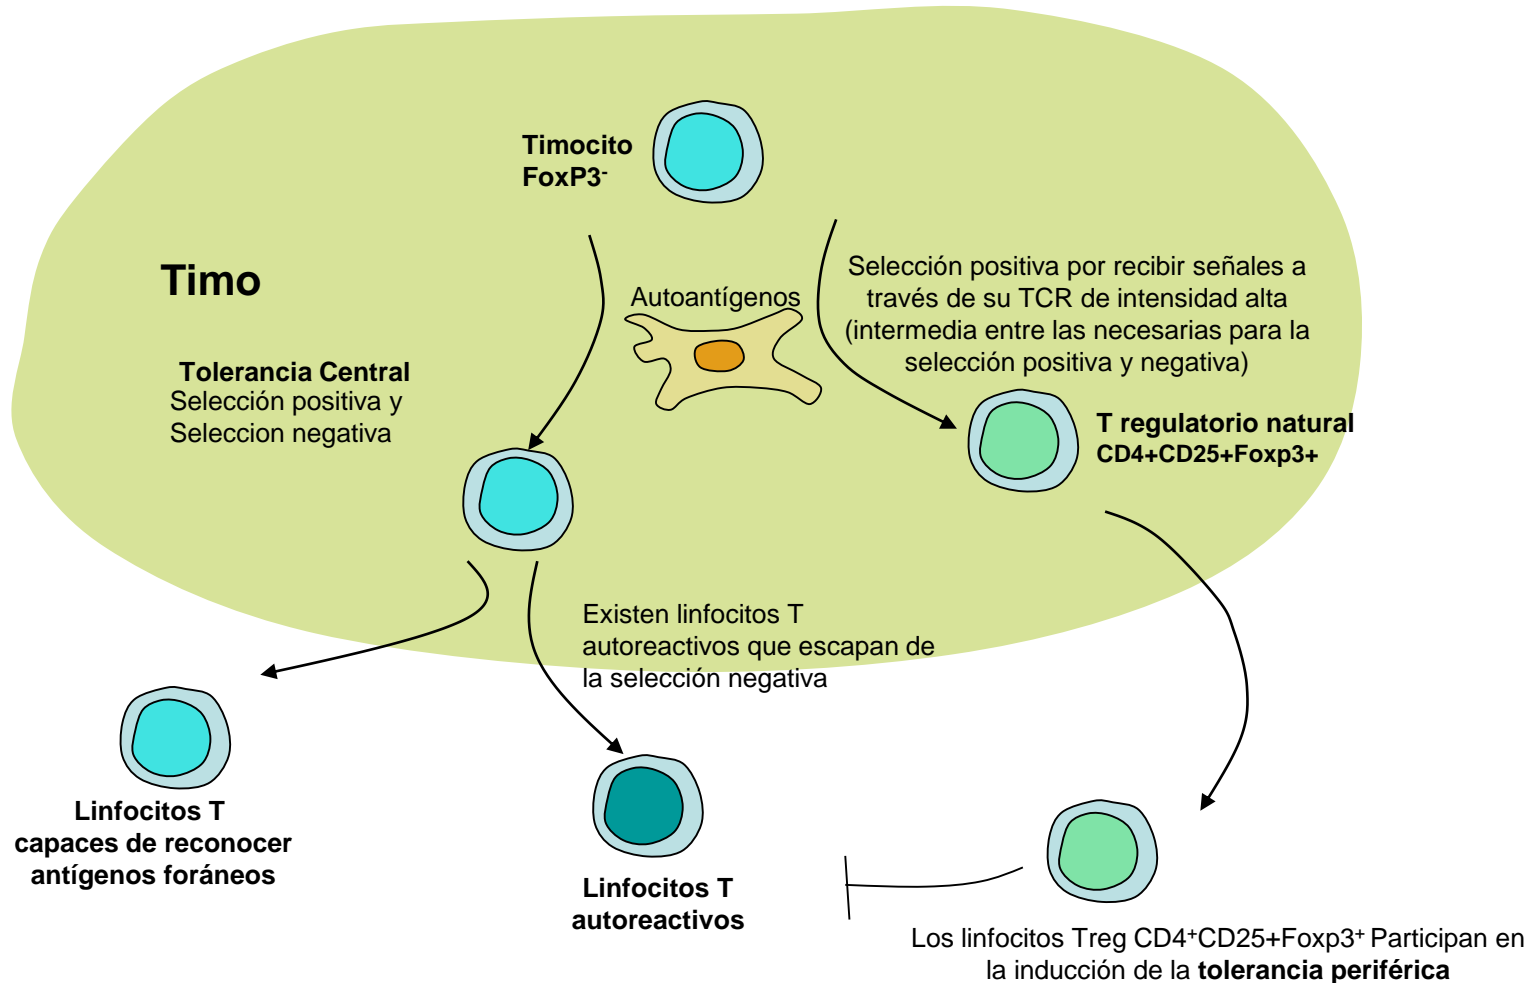 Timocito
FoxP3⁻
Timo
Autoantígenos
Selección positiva por recibir señales a
través de su TCR de intensidad alta
(intermedia entre las necesarias para la
selección positiva y negativa)
Tolerancia Central
Selección positiva y
Seleccion negativa
T regulatorio natural
CD4+CD25+Foxp3+
Existen linfocitos T
autoreactivos que escapan de
la selección negativa
Linfocitos T
capaces de reconocer
antígenos foráneos
Linfocitos T
autoreactivos
Los linfocitos Treg CD4⁺CD25+Foxp3⁺ Participan en
la inducción de la tolerancia periférica